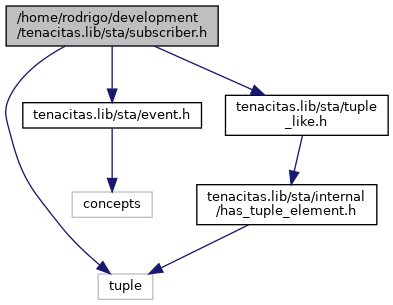 /home/rodrigo/development
/tenacitas.lib/sta/subscriber.h
tenacitas.lib/sta/event.h
tenacitas.lib/sta/tuple
_like.h
concepts
tenacitas.lib/sta/internal
/has_tuple_element.h
tuple